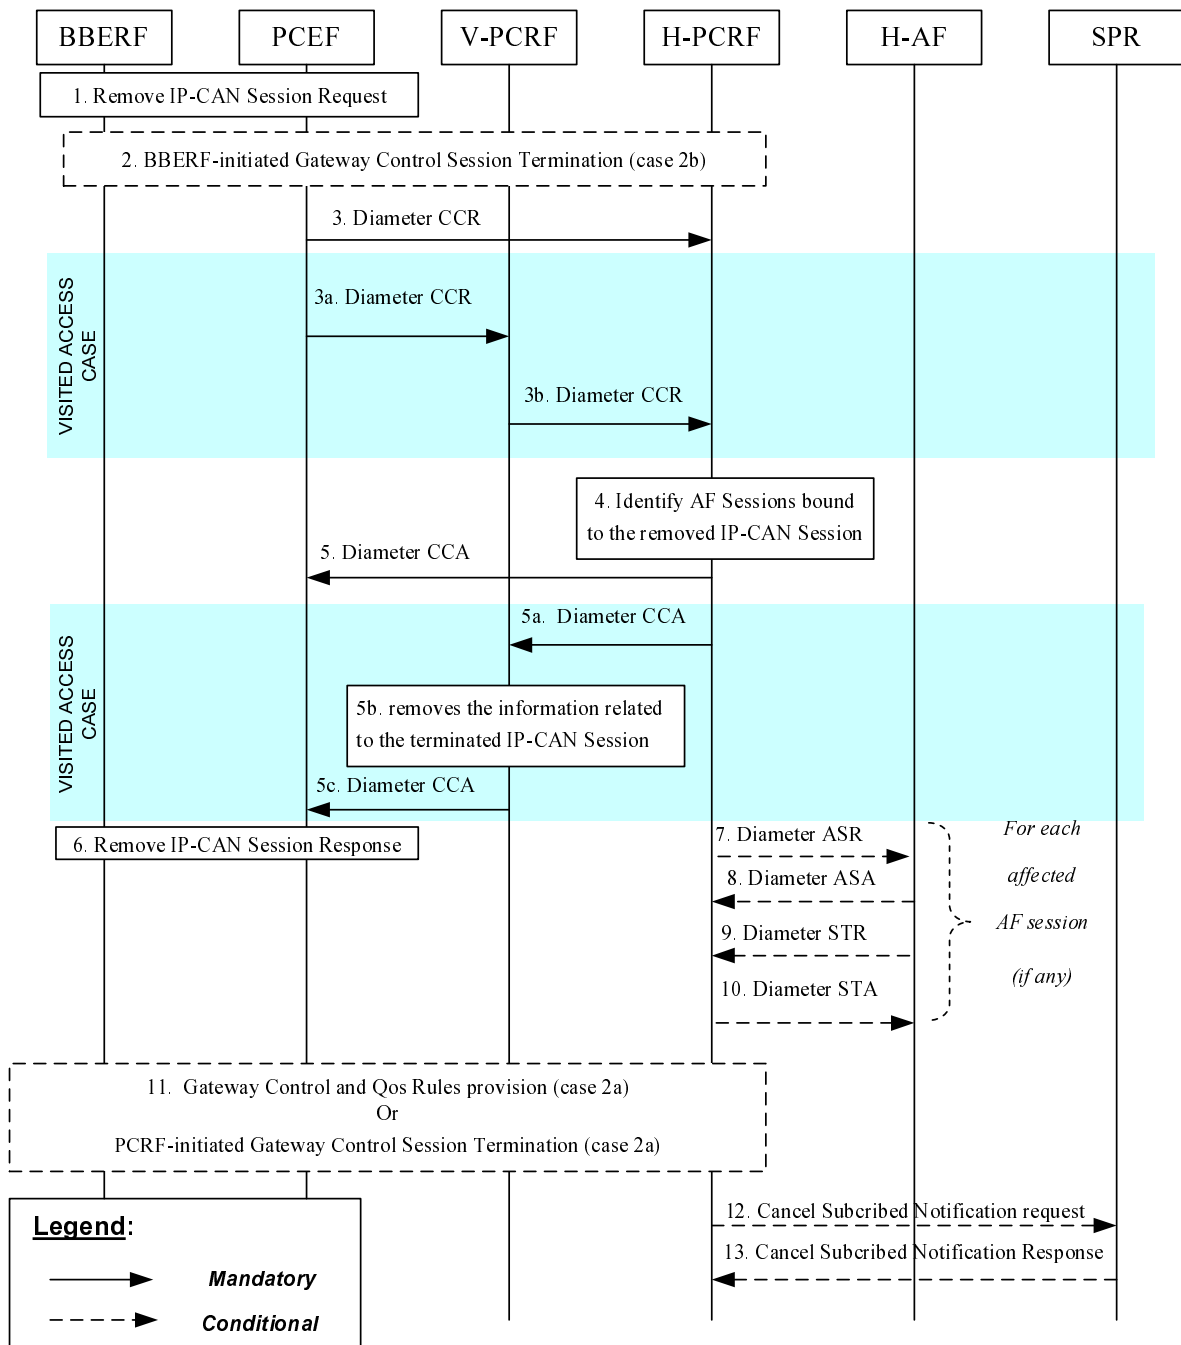 BBERF
PCEF
V-PCRF
H-PCRF
H-AF
SPR
1. Remove IP-CAN Session Request
2. BBERF-initiated Gateway Control Session Termination (case 2b)
3. Diameter CCR
VISITED ACCESS
CASE
3a. Diameter CCR
3b. Diameter CCR
4. Identify AF Sessions bound
to the removed IP-CAN Session
5. Diameter CCA
VISITED ACCESS
CASE
5a. Diameter CCA
5b. removes the information related
to the terminated IP-CAN Session
5c. Diameter CCA
6. Remove IP-CAN Session Response
7. Diameter ASR
8. Diameter ASA
9. Diameter STR
10. Diameter STA
For each
affected
AF session
(if any)
11. Gateway Control and Qos Rules provision (case 2a)
Or
PCRF-initiated Gateway Control Session Termination (case 2a)
12. Cancel Subcribed Notification request
13. Cancel Subcribed Notification Response
Legend:
Mandatory
Conditional